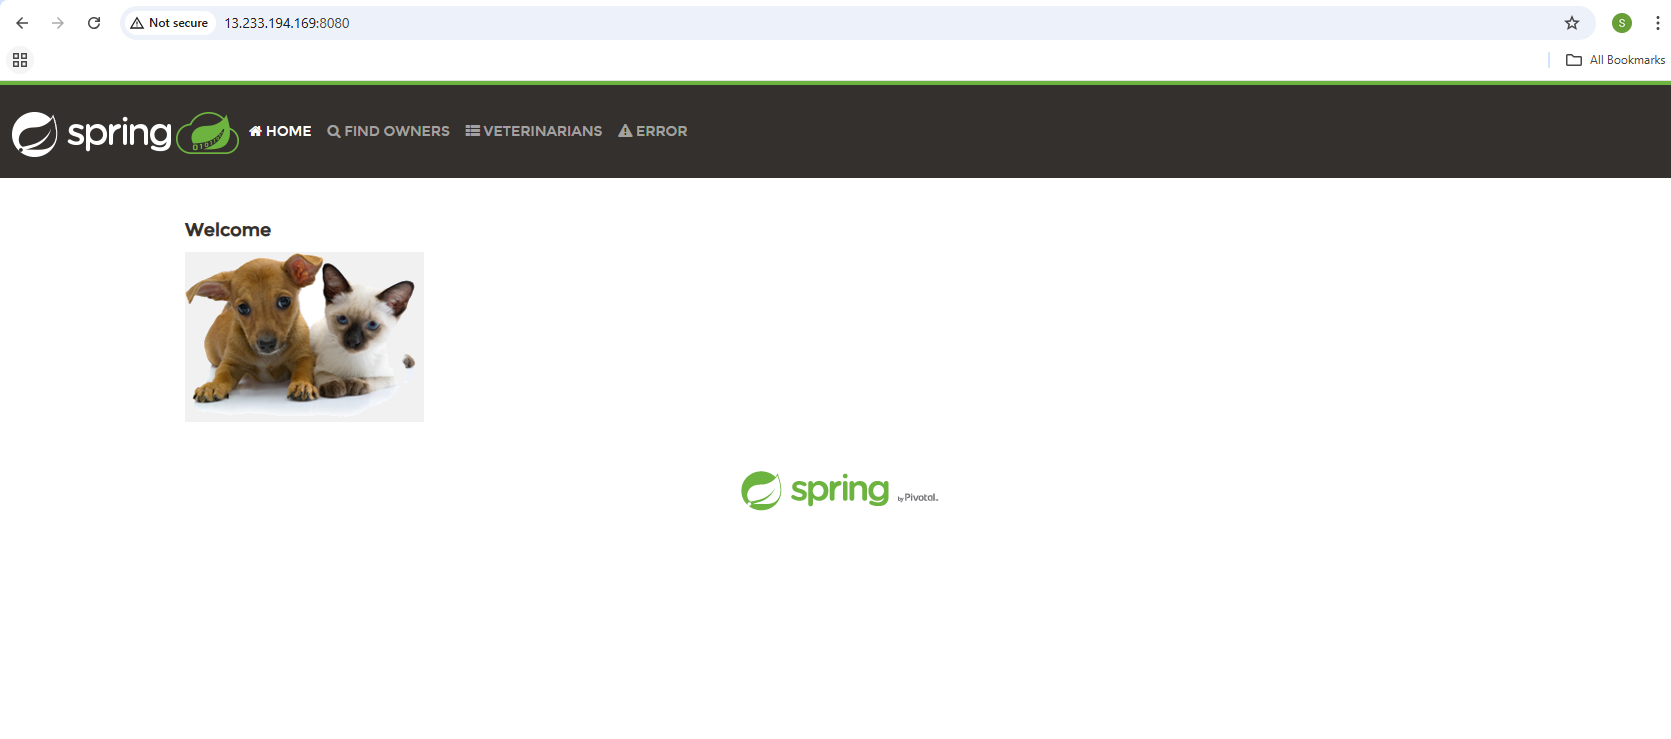 Not secure 13.233.194.169:8080 S
All Bookmarks
spring HOME FIND OWNERS VETERINARIANS ERROR
Welcome
spring by Pivotal.